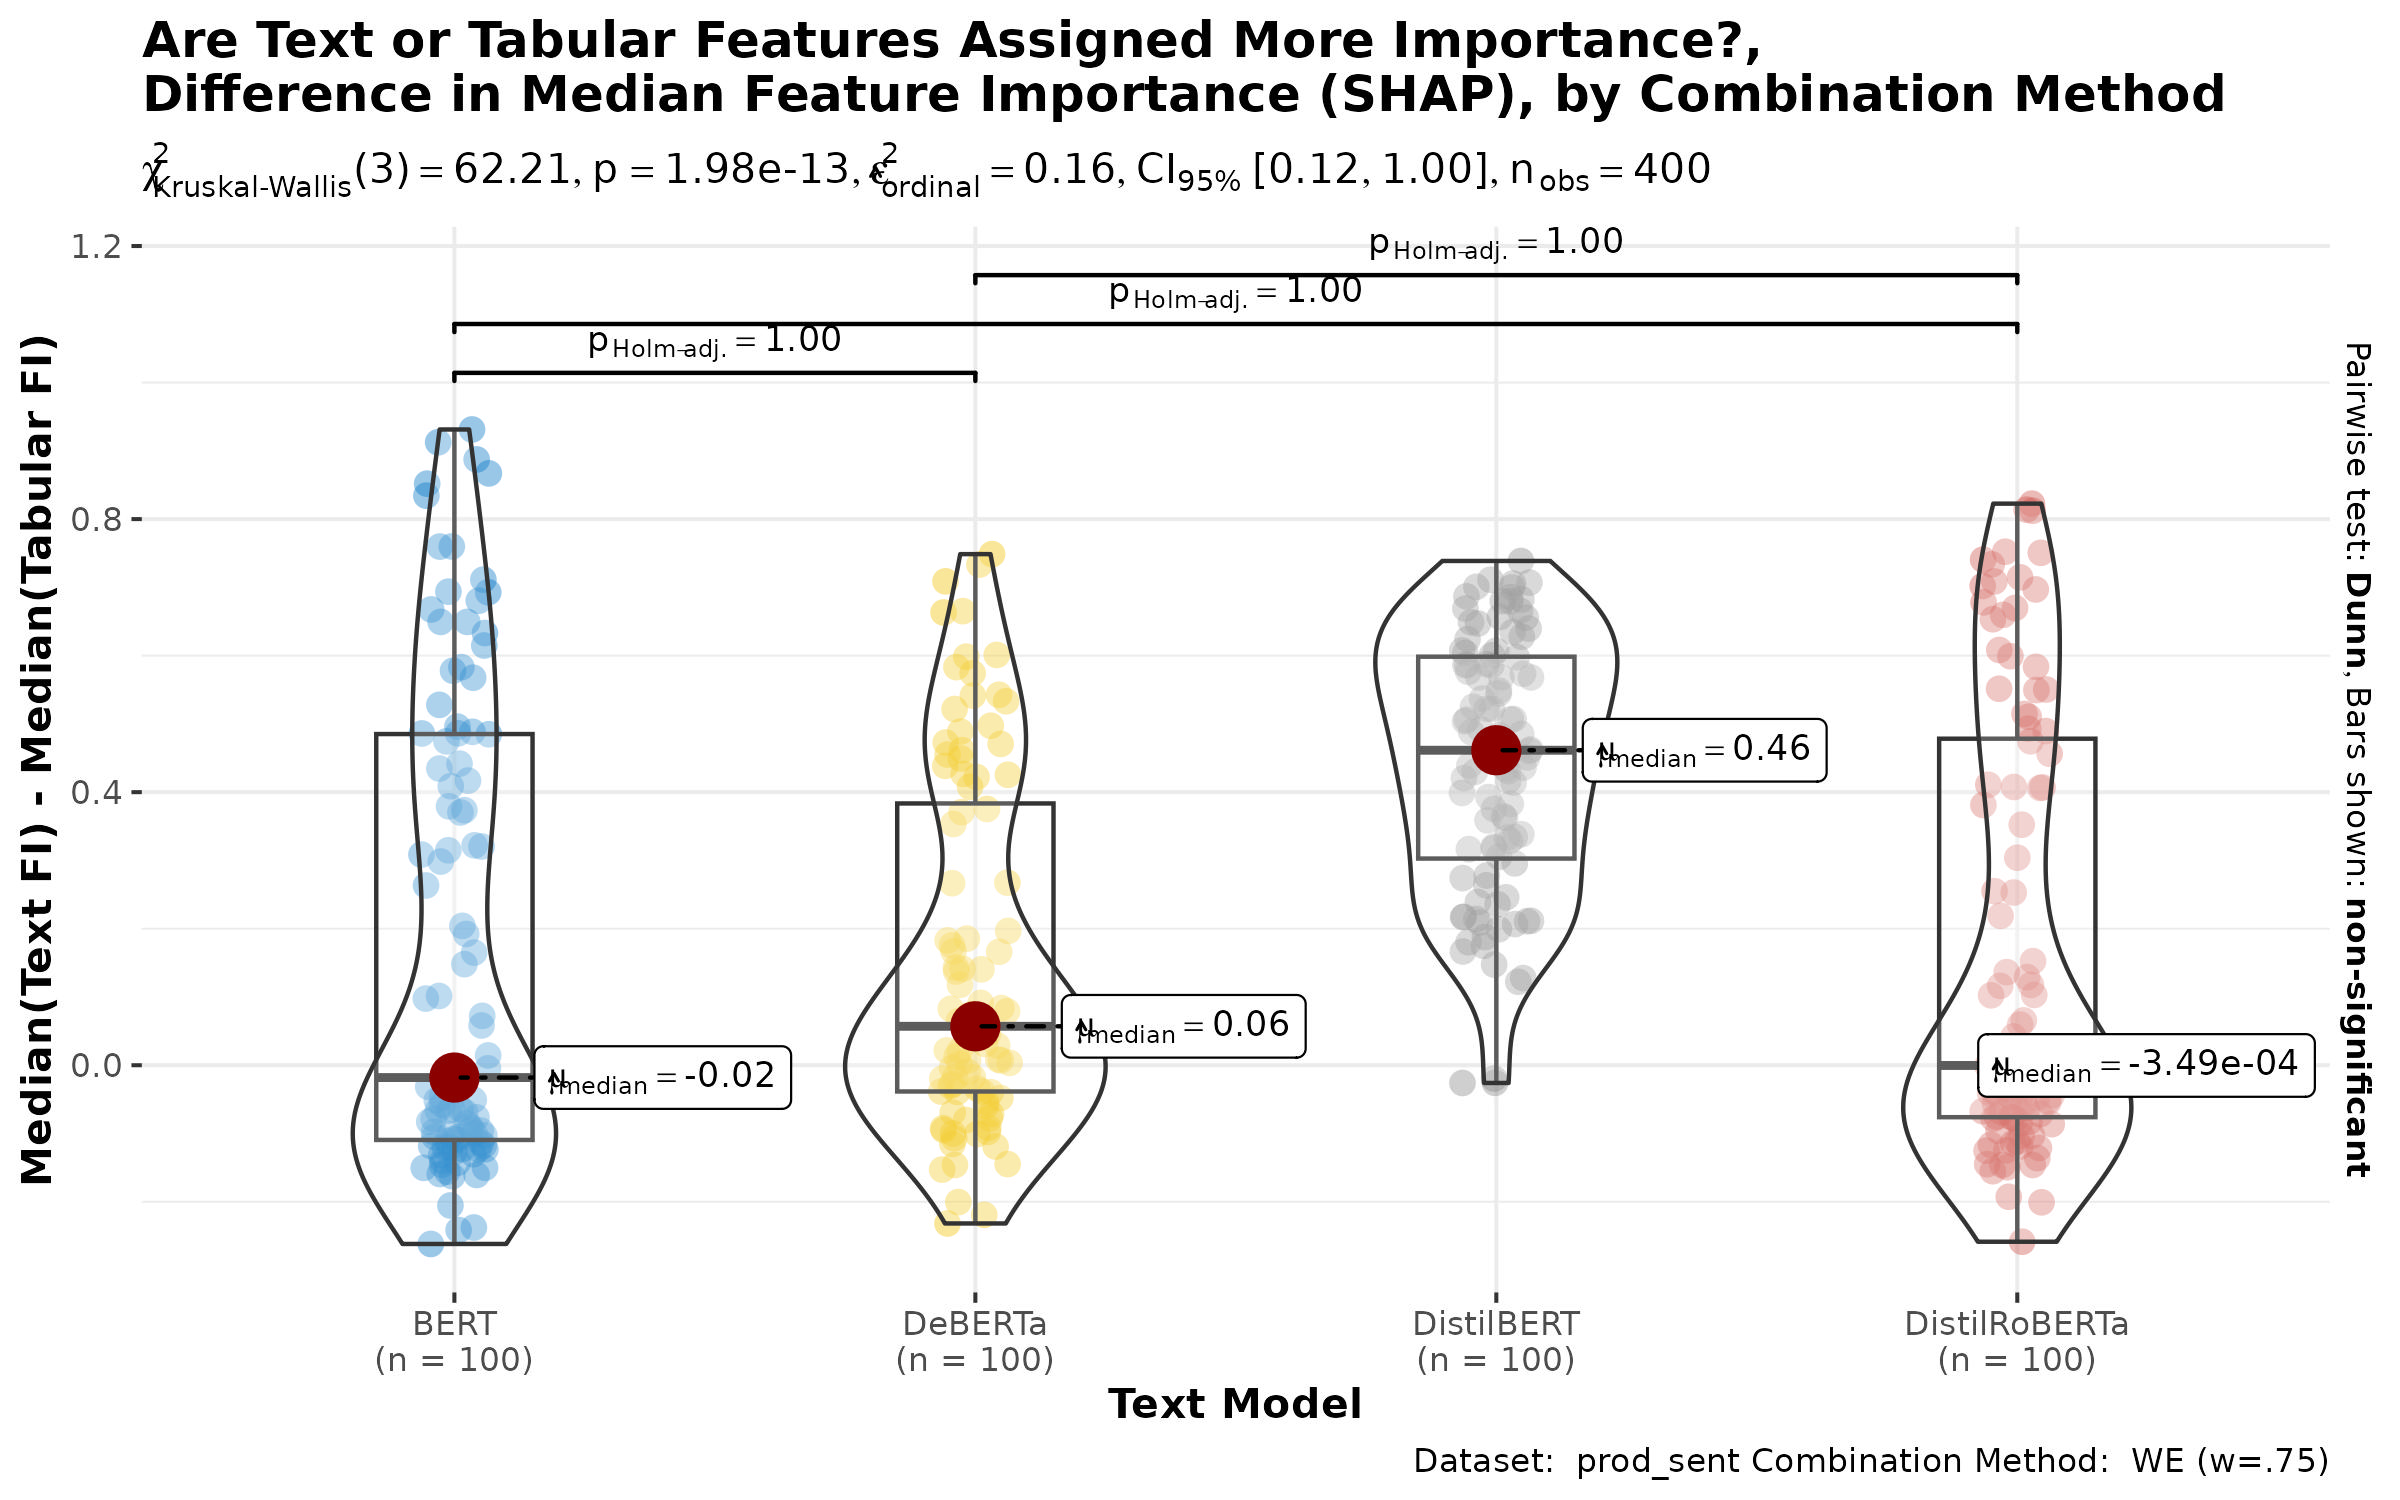 Are Text or Tabular Features Assigned More Importance?,
Difference in Median Feature Importance (SHAP), by Combination Method
χ²Kruskal-Wallis(3) = 62.21, p = 1.98e-13, ε̂²ordinal = 0.16, CI95% [0.12, 1.00], nobs = 400
Median(Text FI) - Median(Tabular FI)
1.2
0.8
0.4
0.0
pHolm-adj. = 1.00
pHolm-adj. = 1.00
pHolm-adj. = 1.00
μ̂median = 0.46
μ̂median = 0.06
μ̂median = -0.02
μ̂median = -3.49e-04
Pairwise test: Dunn, Bars shown: non-significant
BERT
(n = 100)
DeBERTa
(n = 100)
DistilBERT
(n = 100)
DistilRoBERTa
(n = 100)
Text Model
Dataset: prod_sent Combination Method: WE (w=.75)